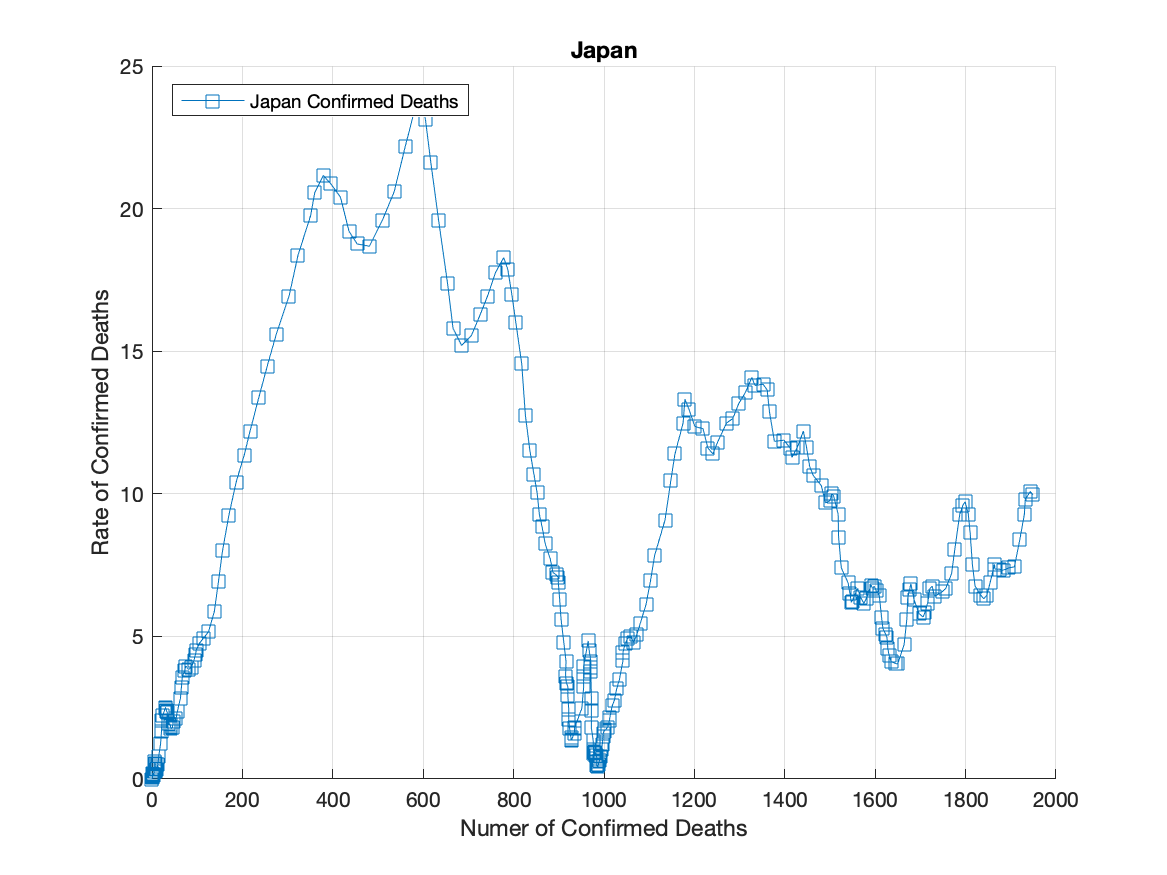 Japan
Japan Confirmed Deaths
25
20
15
10
5
0
0 200 400 600 800 1000 1200 1400 1600 1800 2000
Rate of Confirmed Deaths
Numer of Confirmed Deaths